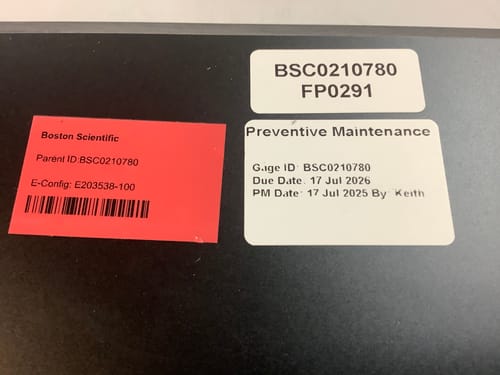 BSC0210780
FP0291
Boston Scientific
Parent ID:BSC0210780
E-Config: E203538-100
Preventive Maintenance
Gage ID: BSC0210780
Due Date: 17 Jul 2026
PM Date: 17 Jul 2025 By: Keith